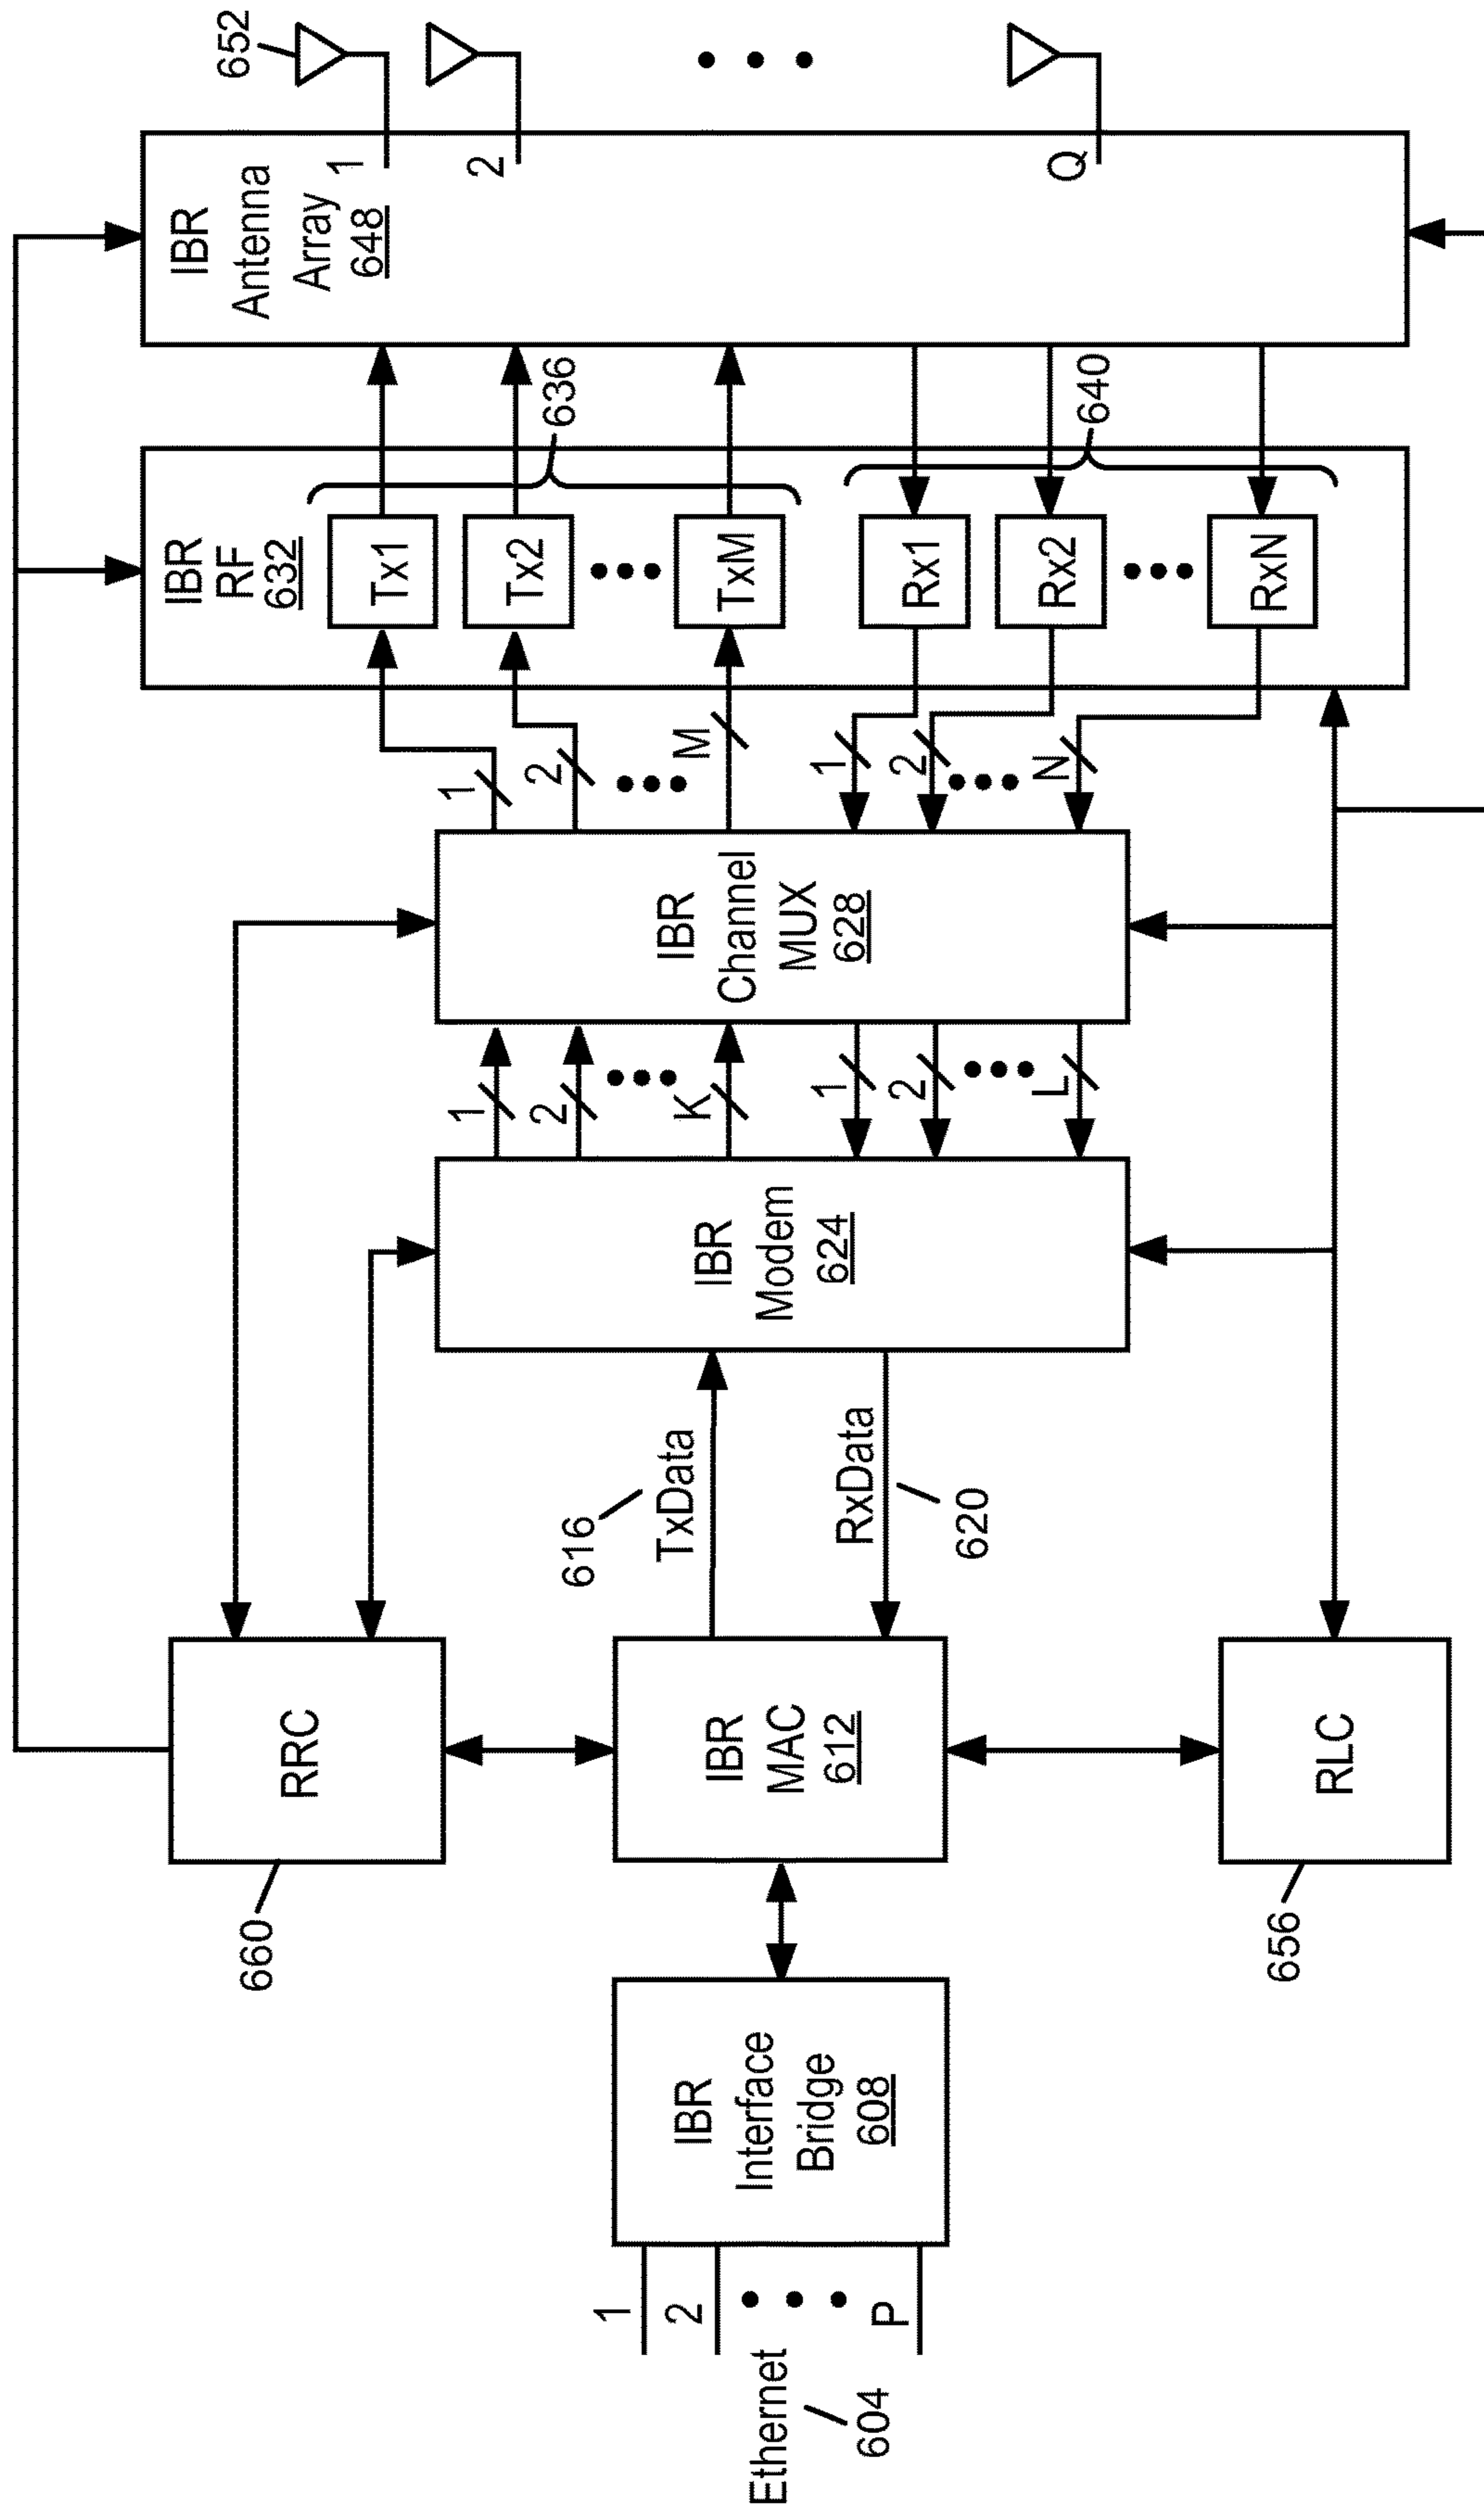 Ethernet
604
1
2
P
IBR
Interface
Bridge
608
660
RRC
IBR
MAC
612
656
RLC
616
TxData
RxData
620
IBR
Modem
624
1
2
K
1
2
L
IBR
Channel
MUX
628
1
2
M
1
2
N
IBR
RF
632
Tx1
Tx2
TxM
Rx1
Rx2
RxN
636
640
IBR
Antenna
Array
648
1
2
Q
652